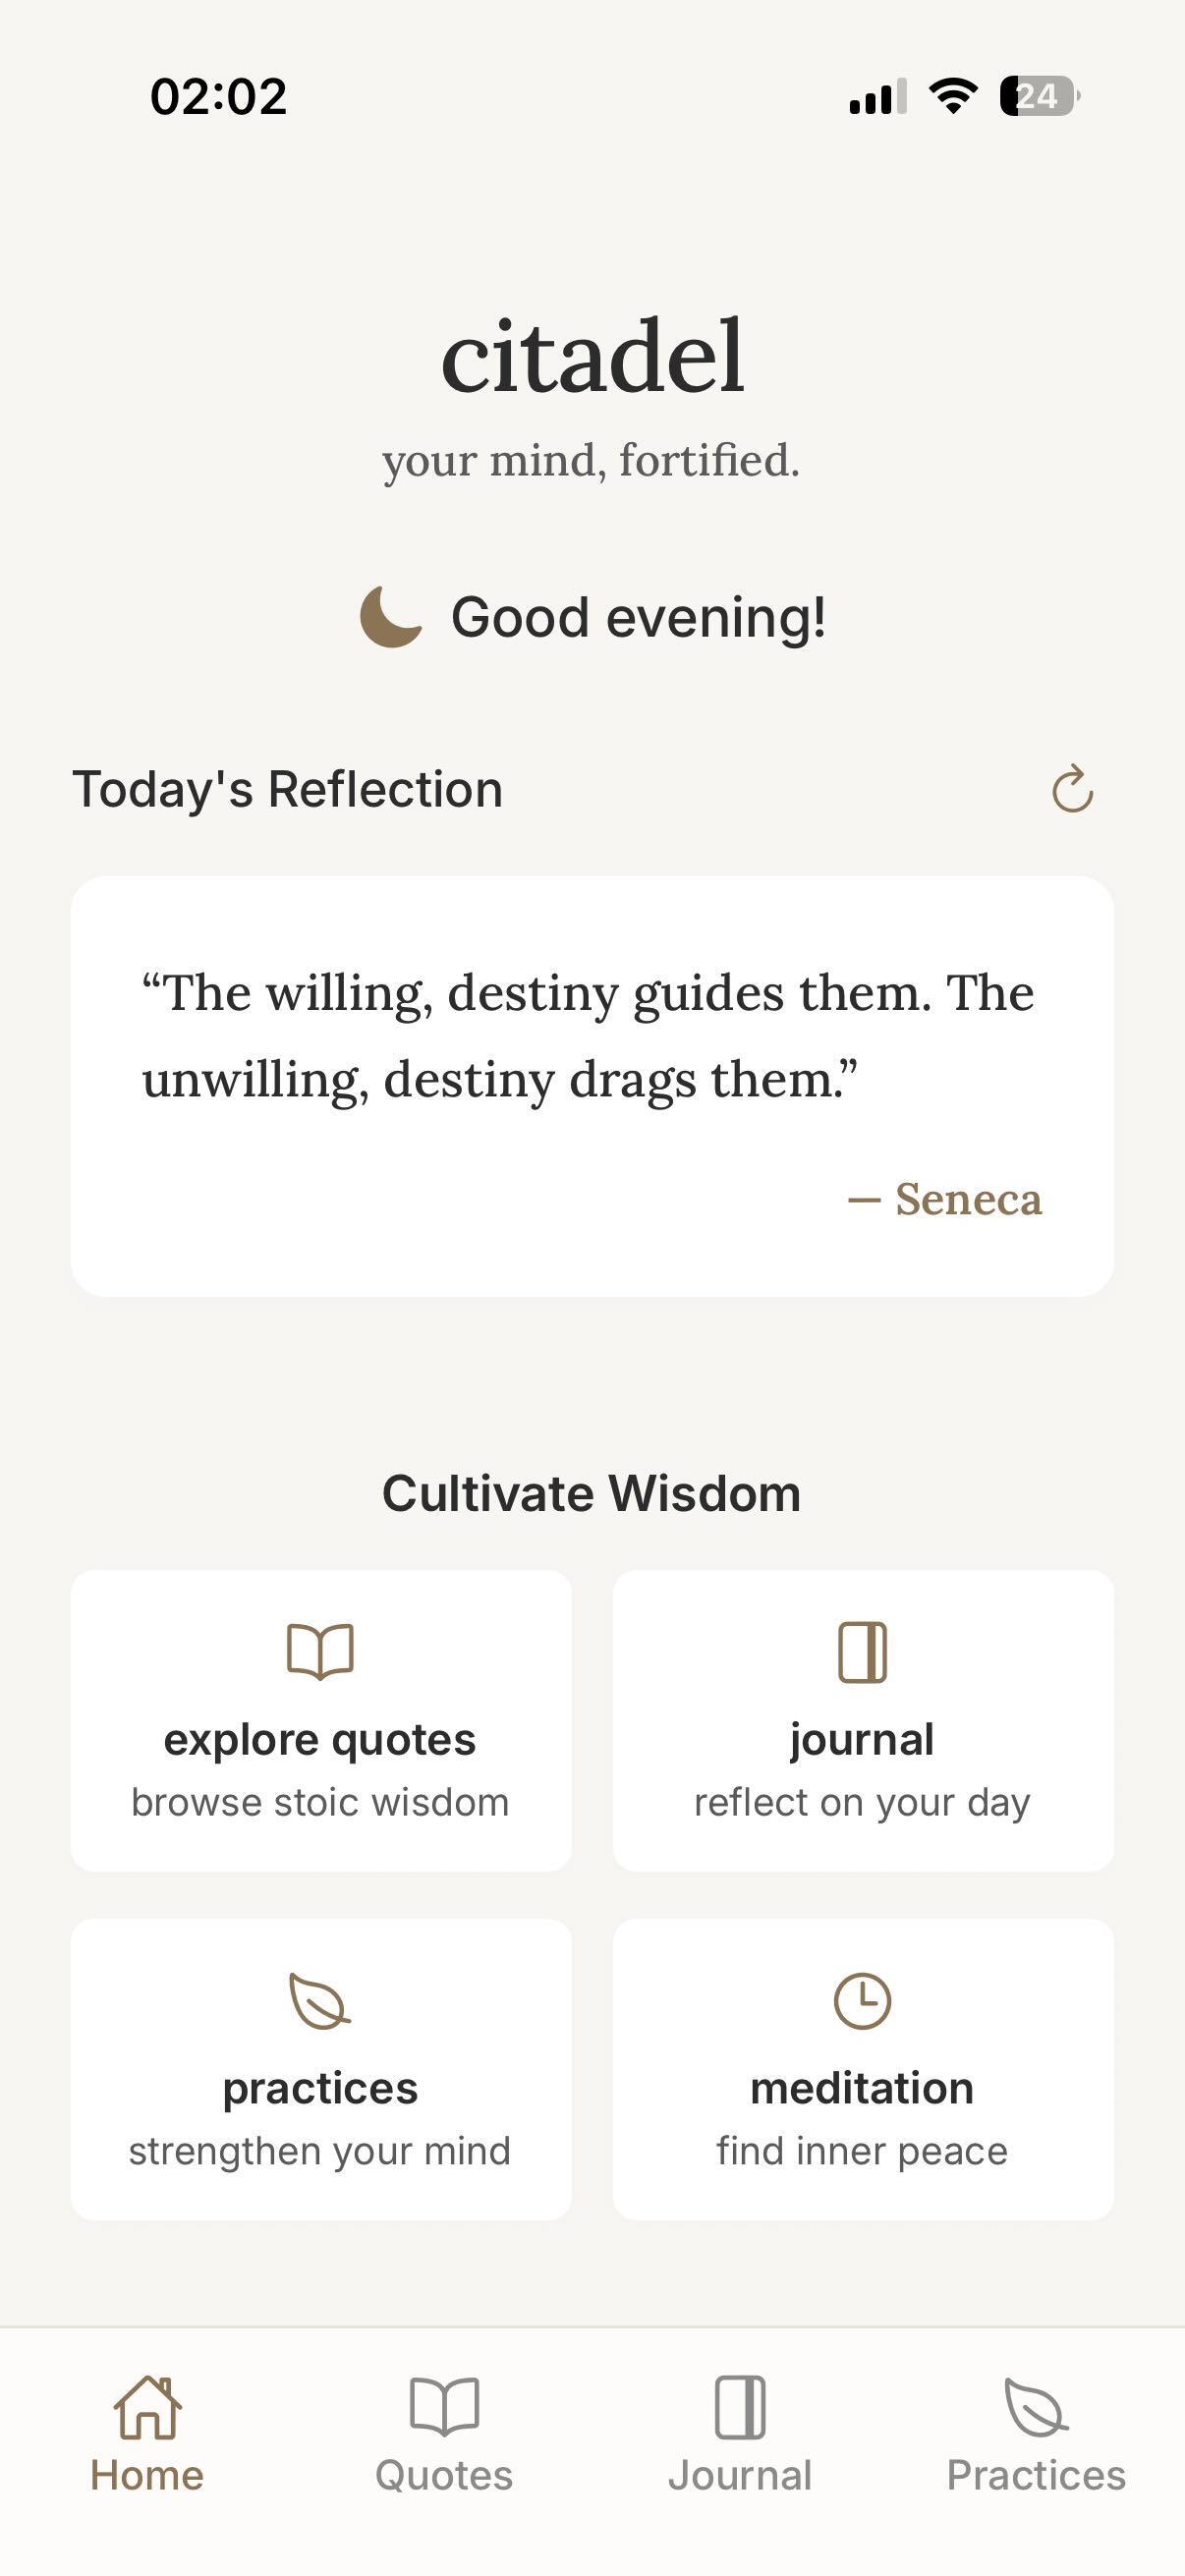 02:02
24
citadel
your mind, fortified.
Good evening!
Today's Reflection
“The willing, destiny guides them. The
unwilling, destiny drags them.”
— Seneca
Cultivate Wisdom
explore quotes
browse stoic wisdom
journal
reflect on your day
practices
strengthen your mind
meditation
find inner peace
Home
Quotes
Journal
Practices